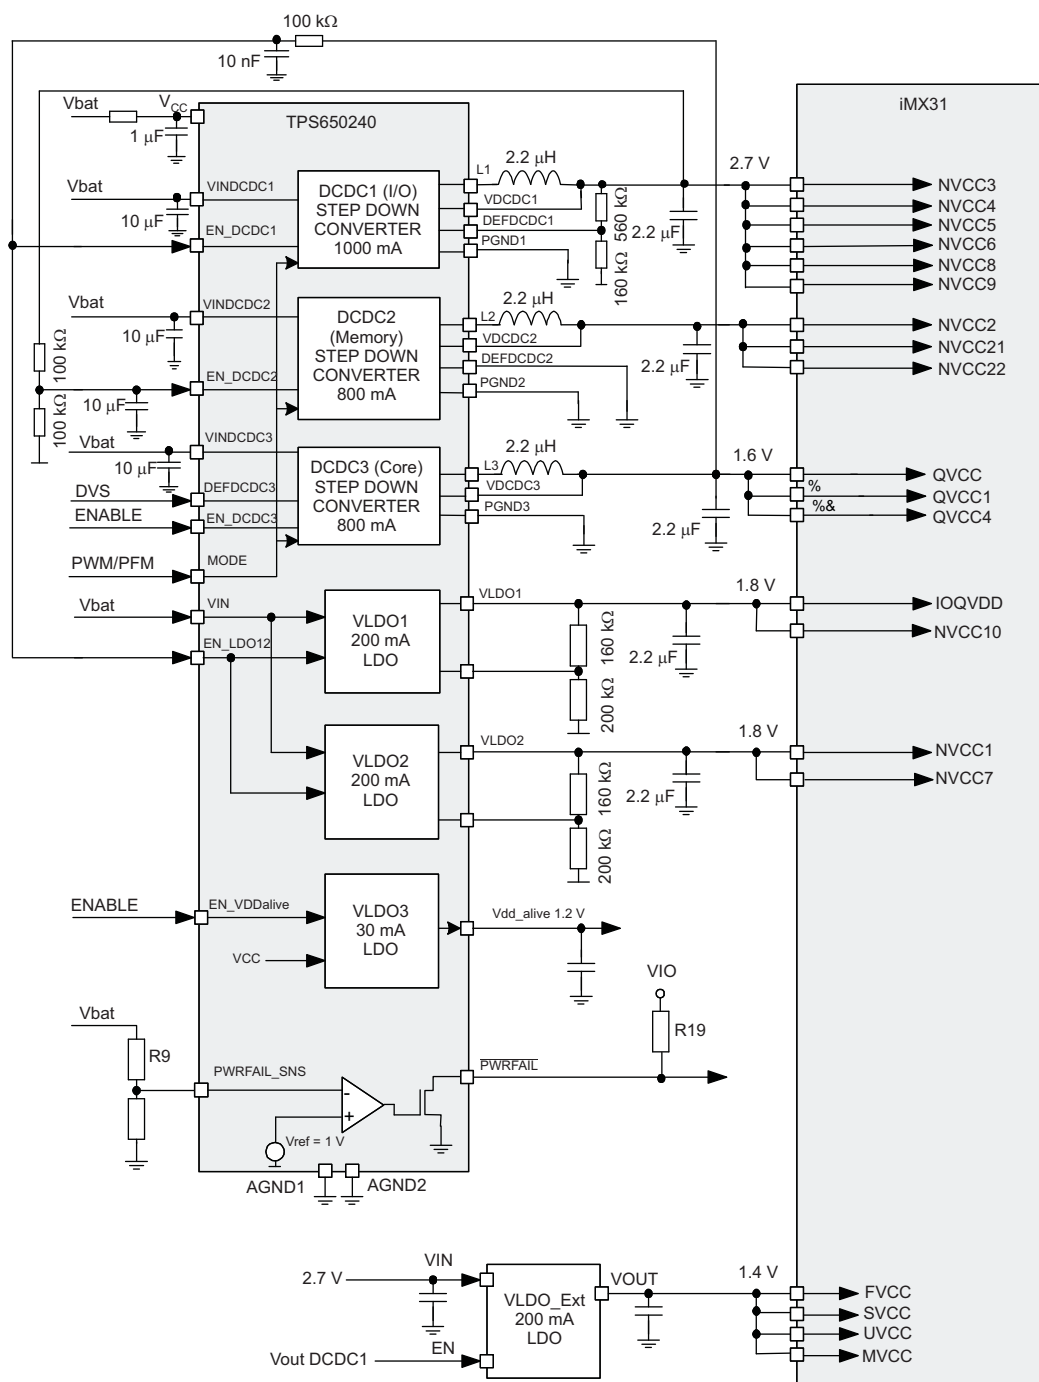 100 kΩ
10 nF
Vbat
VCC
1 μF
TPS650240
iMX31
Vbat
VINDCDC1
10 μF
EN_DCDC1
DCDC1 (I/O)
STEP DOWN
CONVERTER
1000 mA
L1
2.2 μH
VDCDC1
DEFDCDC1
PGND1
560 kΩ
160 kΩ
2.2 μF
2.7 V
NVCC3
NVCC4
NVCC5
NVCC6
NVCC8
NVCC9
Vbat
VINDCDC2
10 μF
100 kΩ
100 kΩ
10 μF
EN_DCDC2
DCDC2
(Memory)
STEP DOWN
CONVERTER
800 mA
L2
2.2 μH
VDCDC2
DEFDCDC2
PGND2
2.2 μF
NVCC2
NVCC21
NVCC22
Vbat
VINDCDC3
10 μF
DVS
DEFDCDC3
ENABLE
EN_DCDC3
DCDC3 (Core)
STEP DOWN
CONVERTER
800 mA
L3
2.2 μH
VDCDC3
PGND3
2.2 μF
1.6 V
QVCC
%
QVCC1
%&
QVCC4
PWM/PFM
MODE
Vbat
VIN
EN_LDO12
VLDO1
200 mA
LDO
VLDO1
160 kΩ
200 kΩ
2.2 μF
1.8 V
IOQVDD
NVCC10
VLDO2
200 mA
LDO
VLDO2
160 kΩ
200 kΩ
2.2 μF
1.8 V
NVCC1
NVCC7
ENABLE
EN_VDDalive
VCC
VLDO3
30 mA
LDO
Vdd_alive 1.2 V
VIO
R19
Vbat
R9
PWRFAIL_SNS
-
+
Vref = 1 V
PWRFAIL
AGND1
AGND2
2.7 V
VIN
VLDO_Ext
200 mA
LDO
VOUT
EN
Vout DCDC1
1.4 V
FVCC
SVCC
UVCC
MVCC